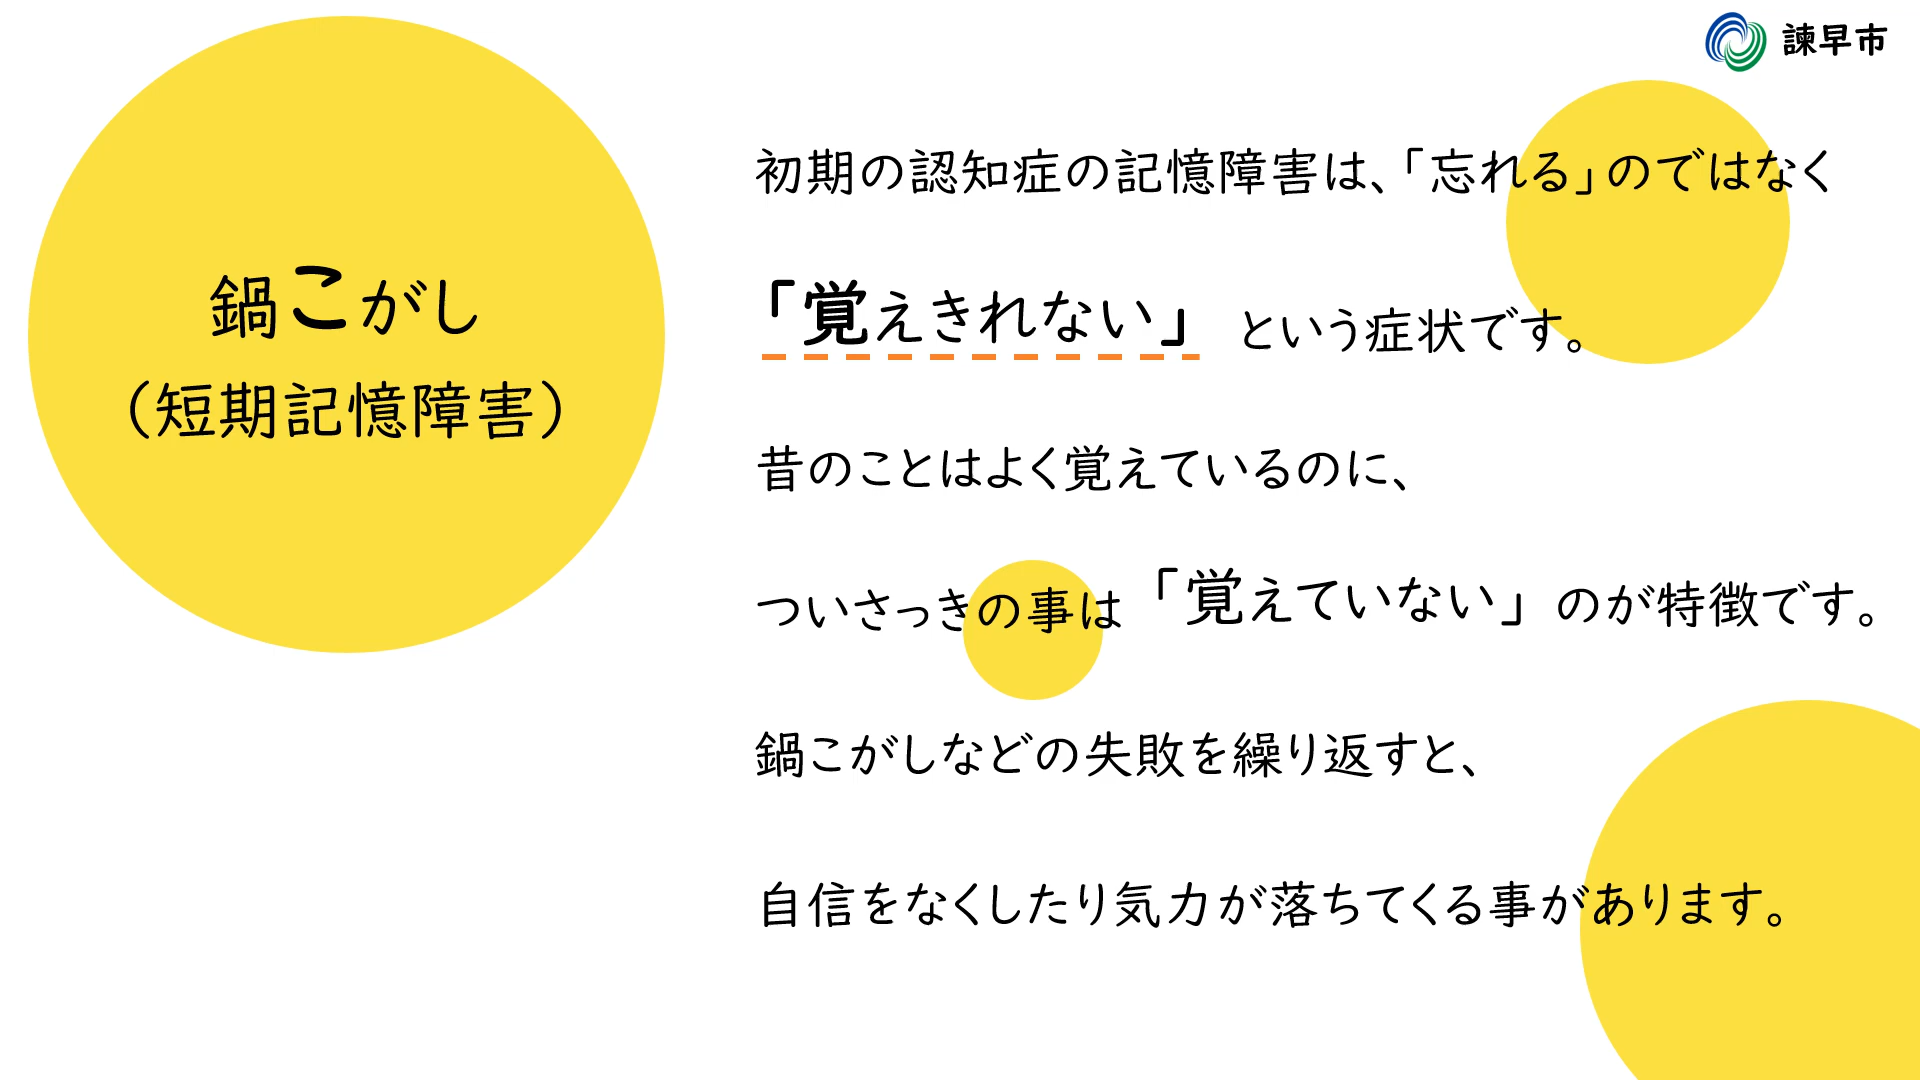 諫早市
鍋こがし
（短期記憶障害）
初期の認知症の記憶障害は、「忘れる」のではなく
「覚えきれない」という症状です。
昔のことはよく覚えているのに、
ついさっきの事は「覚えていない」のが特徴です。
鍋こがしなどの失敗を繰り返すと、
自信をなくしたり気力が落ちてくる事があります。